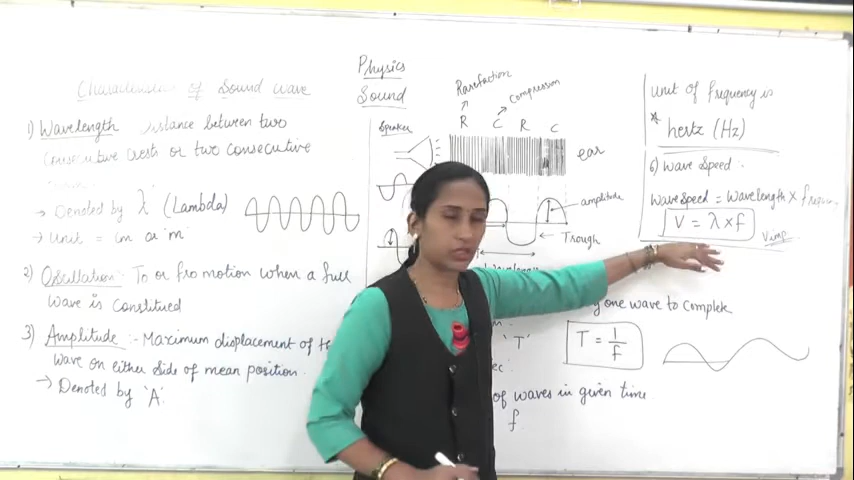 Physics
Sound
Characteristics of Sound wave
1) Wavelength Distance between two
consecutive crests or two consecutive
→ Denoted by λ (Lambda)
→ Unit = cm or 'm'
2) Oscillation:- To or fro motion when a full
wave is constitued
3) Amplitude :- Maximum displacement of
wave on either side of mean position.
→ Denoted by 'A'.
Rarefaction
Compression
R C R C
Speaker
ear
amplitude
Trough
one wave to complete
'T'
T = 1/f
sec
of waves in given time
f
Unit of frequency is
* hertz (Hz)
6) Wave Speed :-
Wave Speed = Wavelength ×
V = λ × f
V.imp